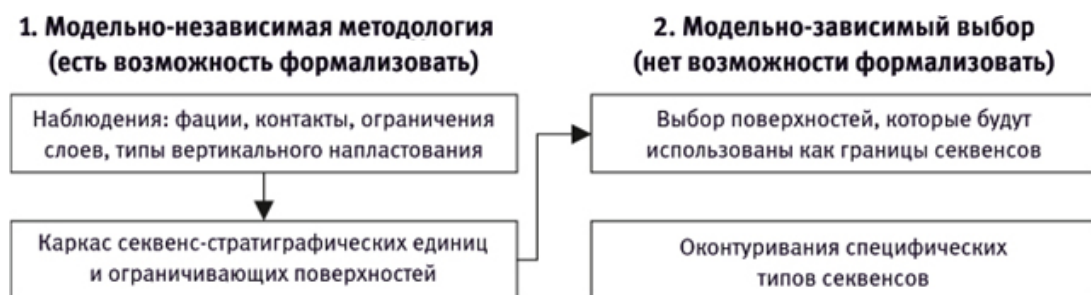 1. Модельно-независимая методология
(есть возможность формализовать)
Наблюдения: фации, контакты, ограничения
слоев, типы вертикального напластования
Каркас секвенс-стратиграфических единиц
и ограничивающих поверхностей
2. Модельно-зависимый выбор
(нет возможности формализовать)
Выбор поверхностей, которые будут
использованы как границы секвенсов
Оконтуривания специфических
типов секвенсов